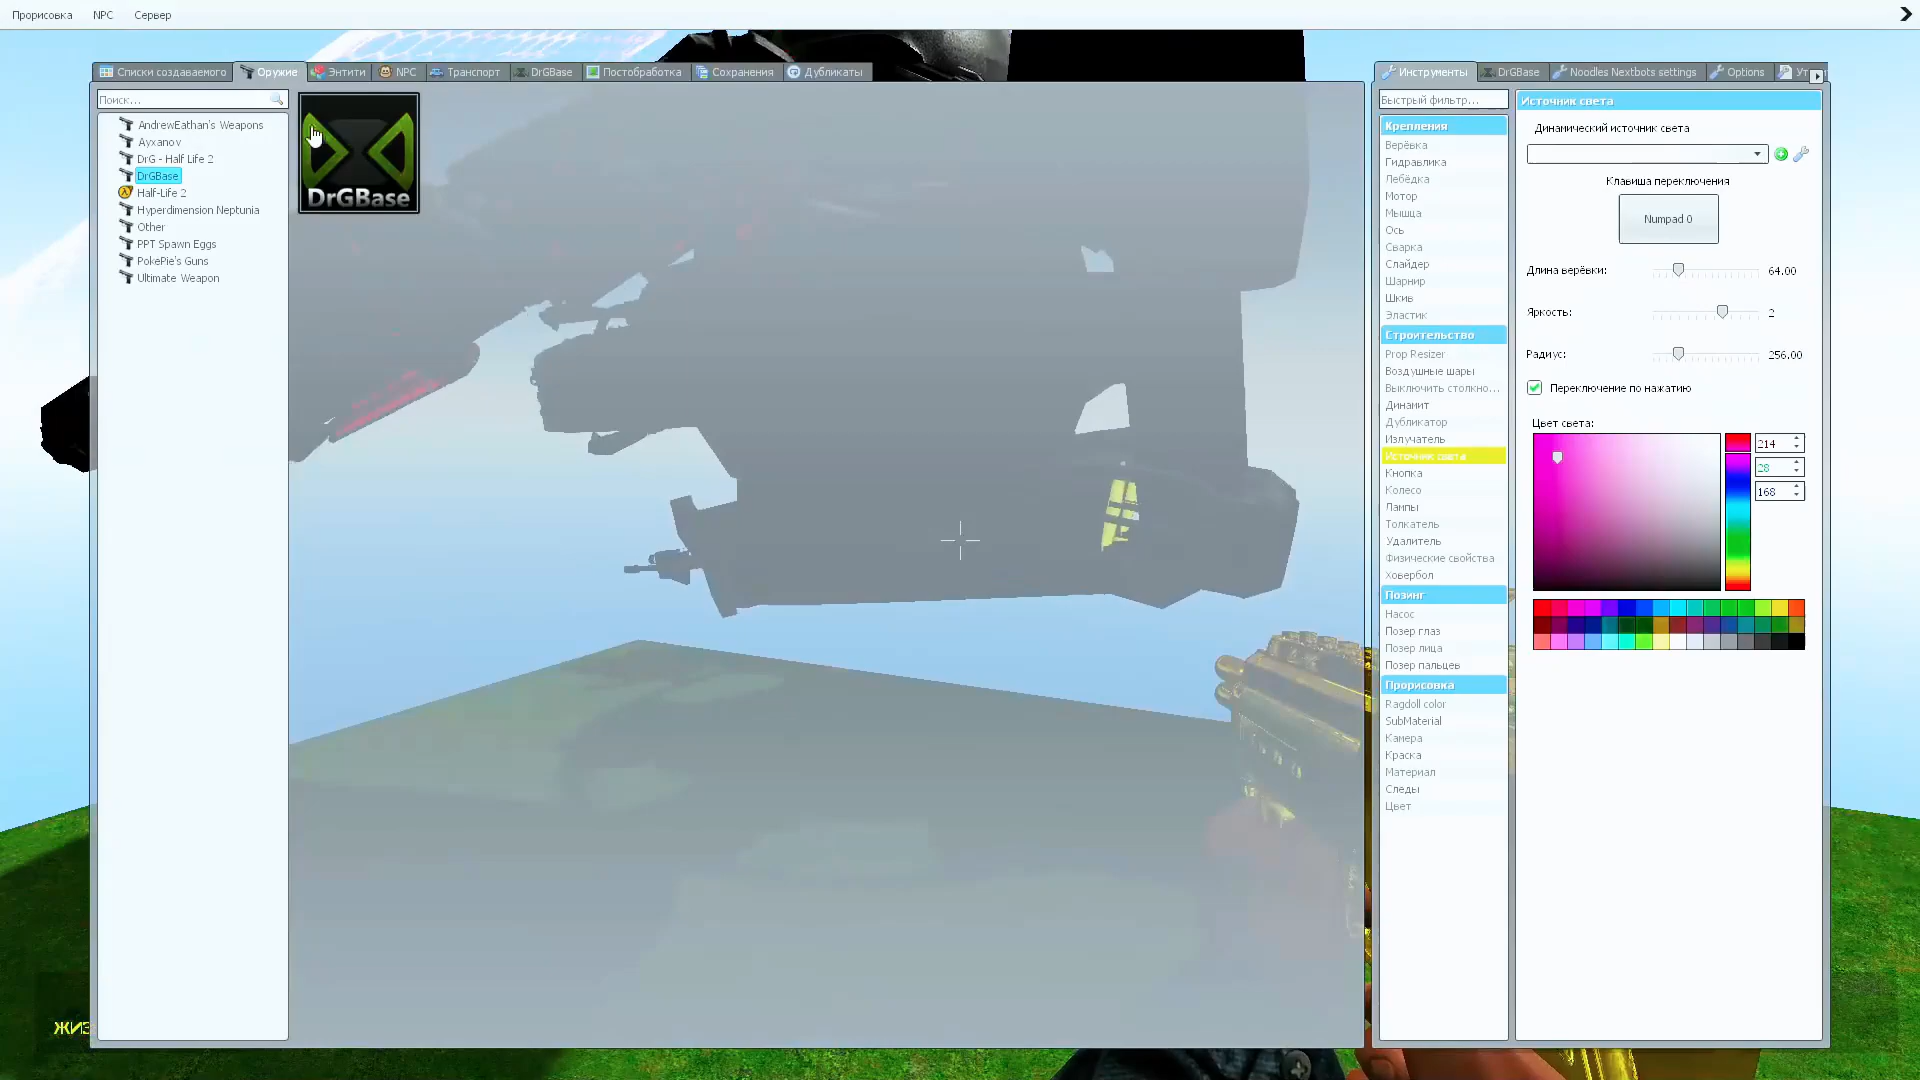 Прорисовка NPC Сервер
Списки создаваемого Оружие Энтити NPC Транспорт DrGBase Постобработка Сохранения Дубликаты
Поиск...
AndrewEathan's Weapons
Ayxanov
DrG - Half Life 2
DrGBase
Half-Life 2
Hyperdimension Neptunia
Other
PPT Spawn Eggs
PokePie's Guns
Ultimate Weapon
DrGBase
Инструменты DrGBase Noodles Nextbots settings Options
Быстрый фильтр...
Крепления
Верёвка
Гидравлика
Лебёдка
Мотор
Мышца
Ось
Сварка
Слайдер
Шарнир
Шкив
Эластик
Строительство
Prop Resizer
Воздушные шары
Выключить столкно...
Динамит
Дубликатор
Излучатель
Источник света
Кнопка
Колесо
Лампы
Толкатель
Удалитель
Физические свойства
Ховербол
Позинг
Насос
Позер глаз
Позер лица
Позер пальцев
Прорисовка
Ragdoll color
SubMaterial
Камера
Краска
Материал
Следы
Цвет
Источник света
Динамический источник света
Клавиша переключения
Numpad 0
Длина верёвки: 64.00
Яркость: 2
Радиус: 256.00
Переключение по нажатию
Цвет света:
214
28
168